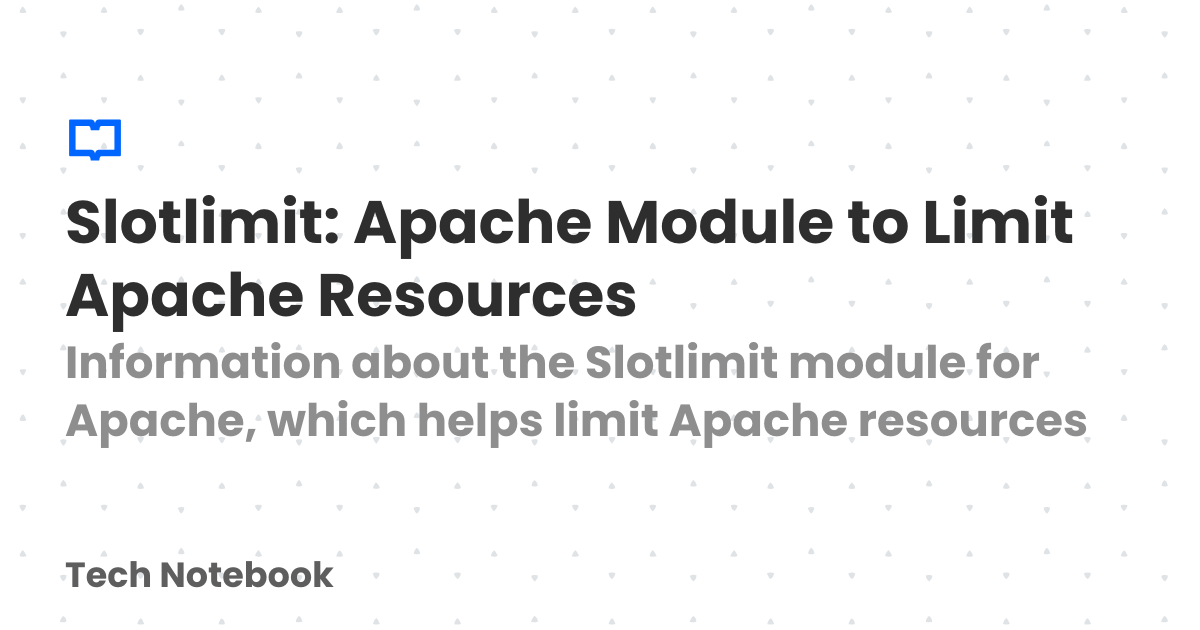 Slotlimit: Apache Module to Limit
Apache Resources
Information about the Slotlimit module for
Apache, which helps limit Apache resources
Tech Notebook